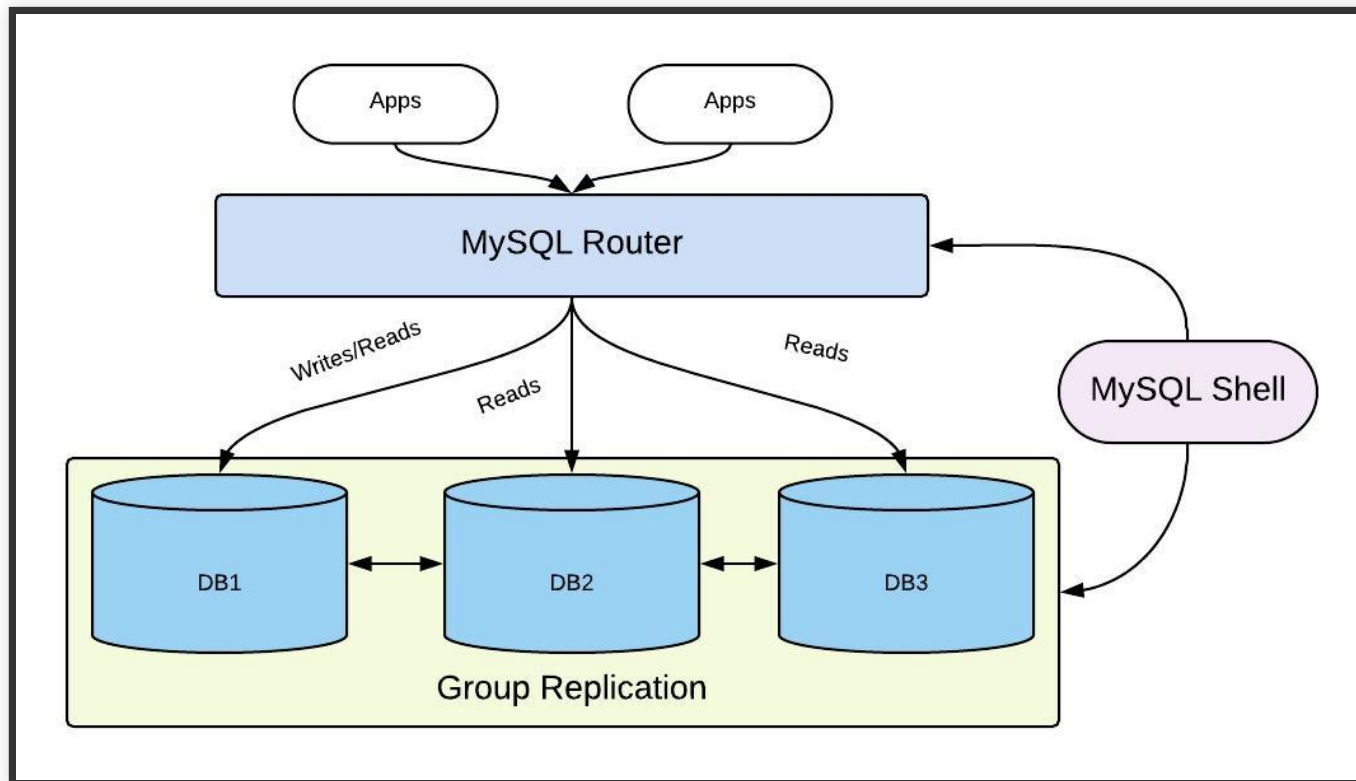 Apps
Apps
MySQL Router
Writes/Reads
Reads
Reads
MySQL Shell
DB1
DB2
DB3
Group Replication